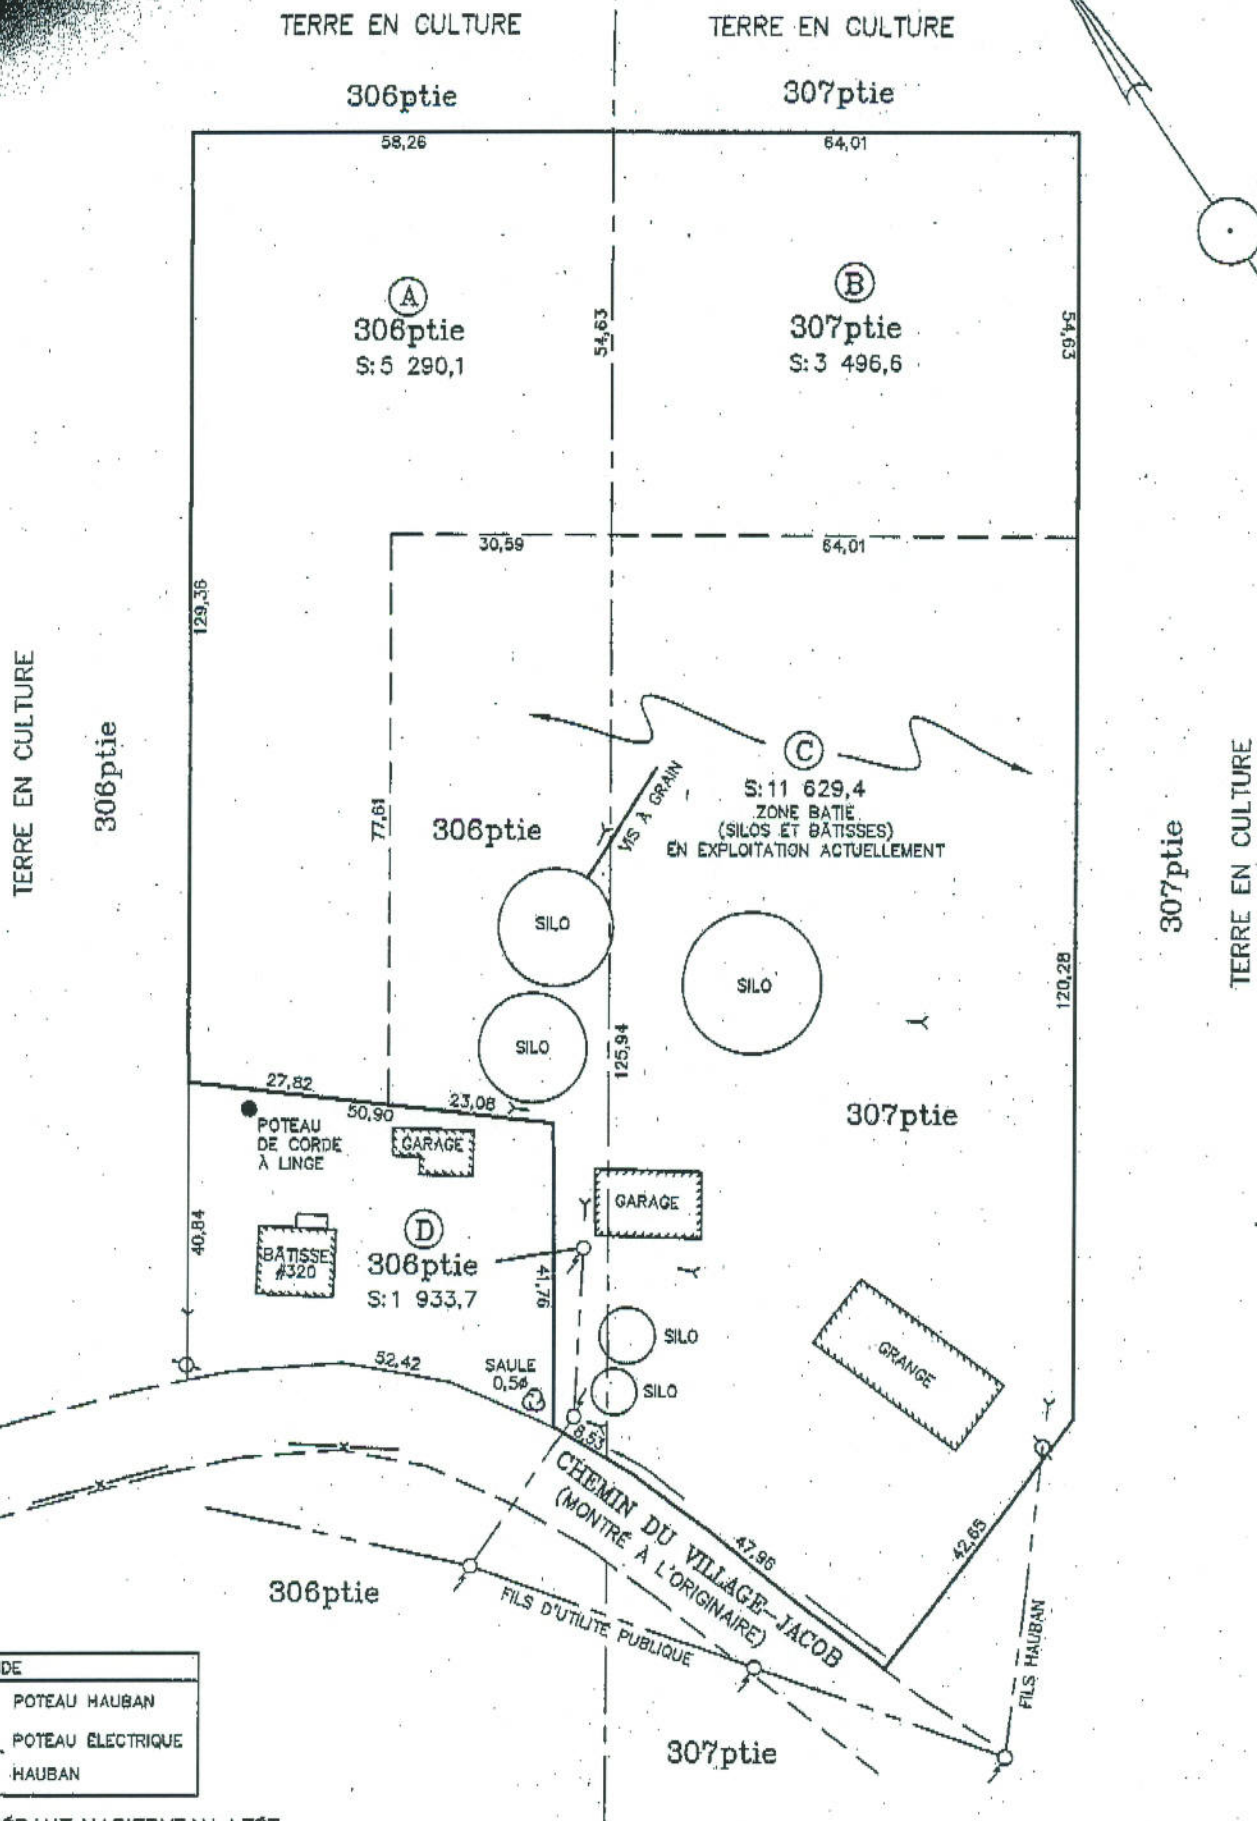 TERRE EN CULTURE
TERRE EN CULTURE
306ptie
307ptie
58,26
64,01
A
306ptie
S: 5 290,1
B
307ptie
S: 3 496,6
54,63
54,63
30,59
64,01
129,36
TERRE EN CULTURE
306ptie
77,61
306ptie
VIS À GRAIN
C
S: 11 629,4
ZONE BATIE
(SILOS ET BÂTISSES)
EN EXPLOITATION ACTUELLEMENT
307ptie
TERRE EN CULTURE
SILO
SILO
SILO
120,28
125,94
27,82
50,90
23,08
307ptie
POTEAU
DE CORDE
À LINGE
GARAGE
GARAGE
40,84
BÂTISSE
#320
D
306ptie
S: 1 933,7
41,76
SILO
SILO
GRANGE
52,42
SAULE
0,5ø
8,53
CHEMIN DU VILLAGE-JACOB
(MONTRÉ À L'ORIGINAIRE)
47,96
42,65
306ptie
FILS D'UTILITÉ PUBLIQUE
FILS HAUBAN
307ptie
DE
POTEAU HAUBAN
POTEAU ÉLECTRIQUE
HAUBAN